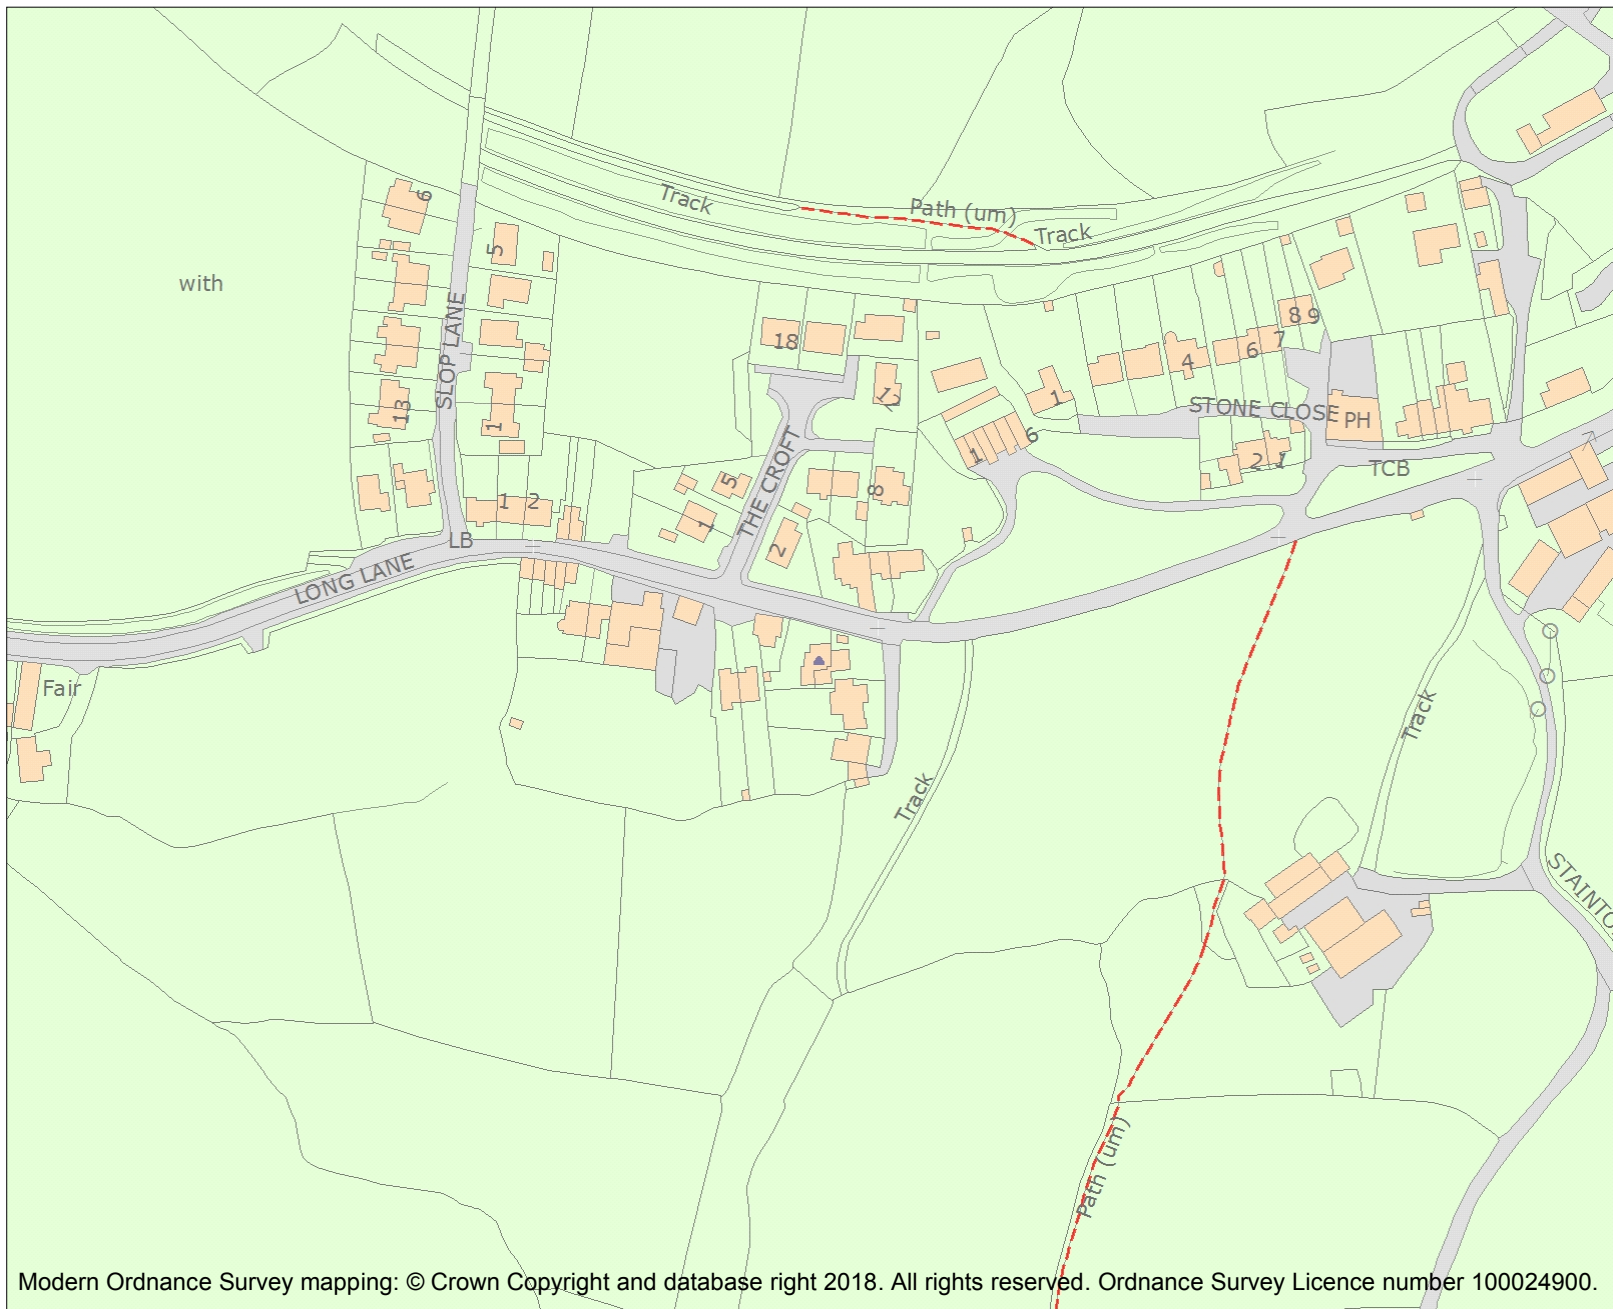 Track
Path (um)
Track
6
5
with
SLOP LANE
18
8 9
7
6
4
12
1
STONE CLOSE
PH
13
1
6
1
2 1
TCB
THE CROFT
5
8
1 2
1
2
LB
LONG LANE
Fair
Track
Track
STAINTO
Path (um)
Modern Ordnance Survey mapping: © Crown Copyright and database right 2018. All rights reserved. Ordnance Survey Licence number 100024900.